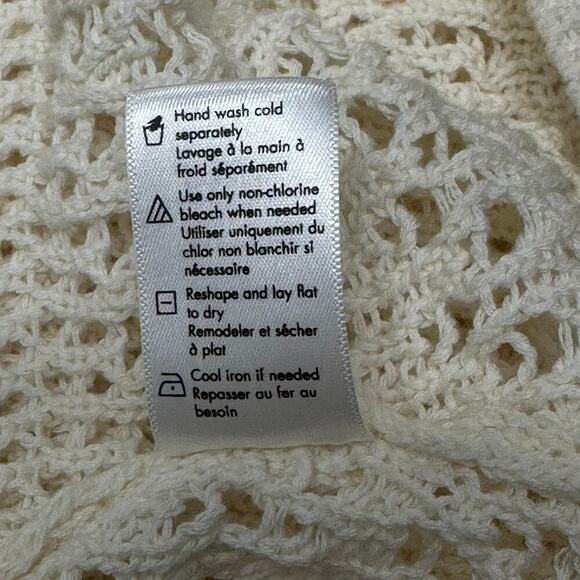 Hand wash cold
separately
Lavage à la main à
froid séparément
Use only non-chlorine
bleach when needed
Utiliser uniquement du
chlor non blanchir si
nécessaire
Reshape and lay flat
to dry
Remodeler et sécher
à plat
Cool iron if needed
Repasser au fer au
besoin